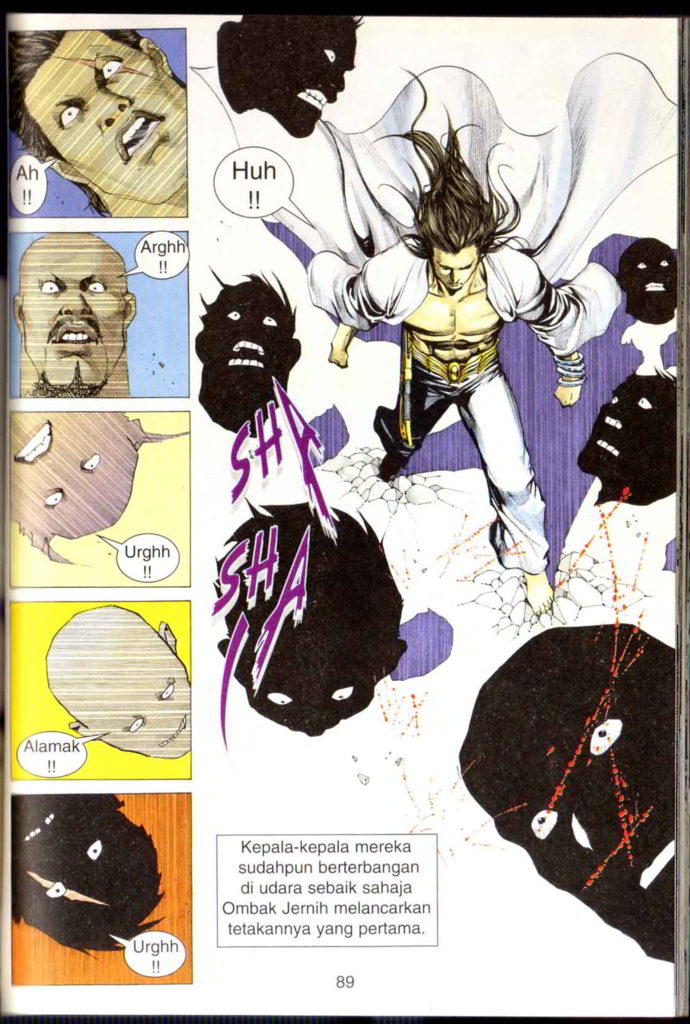 Ah
!!
Huh
!!
Arghh
!!
Urghh
!!
Alamak
!!
Urghh
!!
SHA
SHA
!
Kepala-kepala mereka
sudahpun berterbangan
di udara sebaik sahaja
Ombak Jernih melancarkan
tetakannya yang pertama.
89